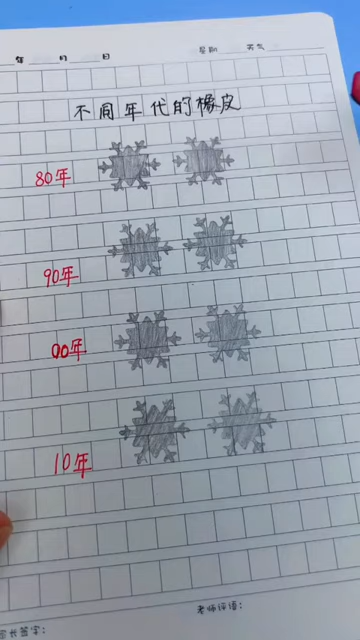 年 月 日 星期 天气
不同年代的橡皮
80年
90年
00年
10年
老师评语:
家长签字: